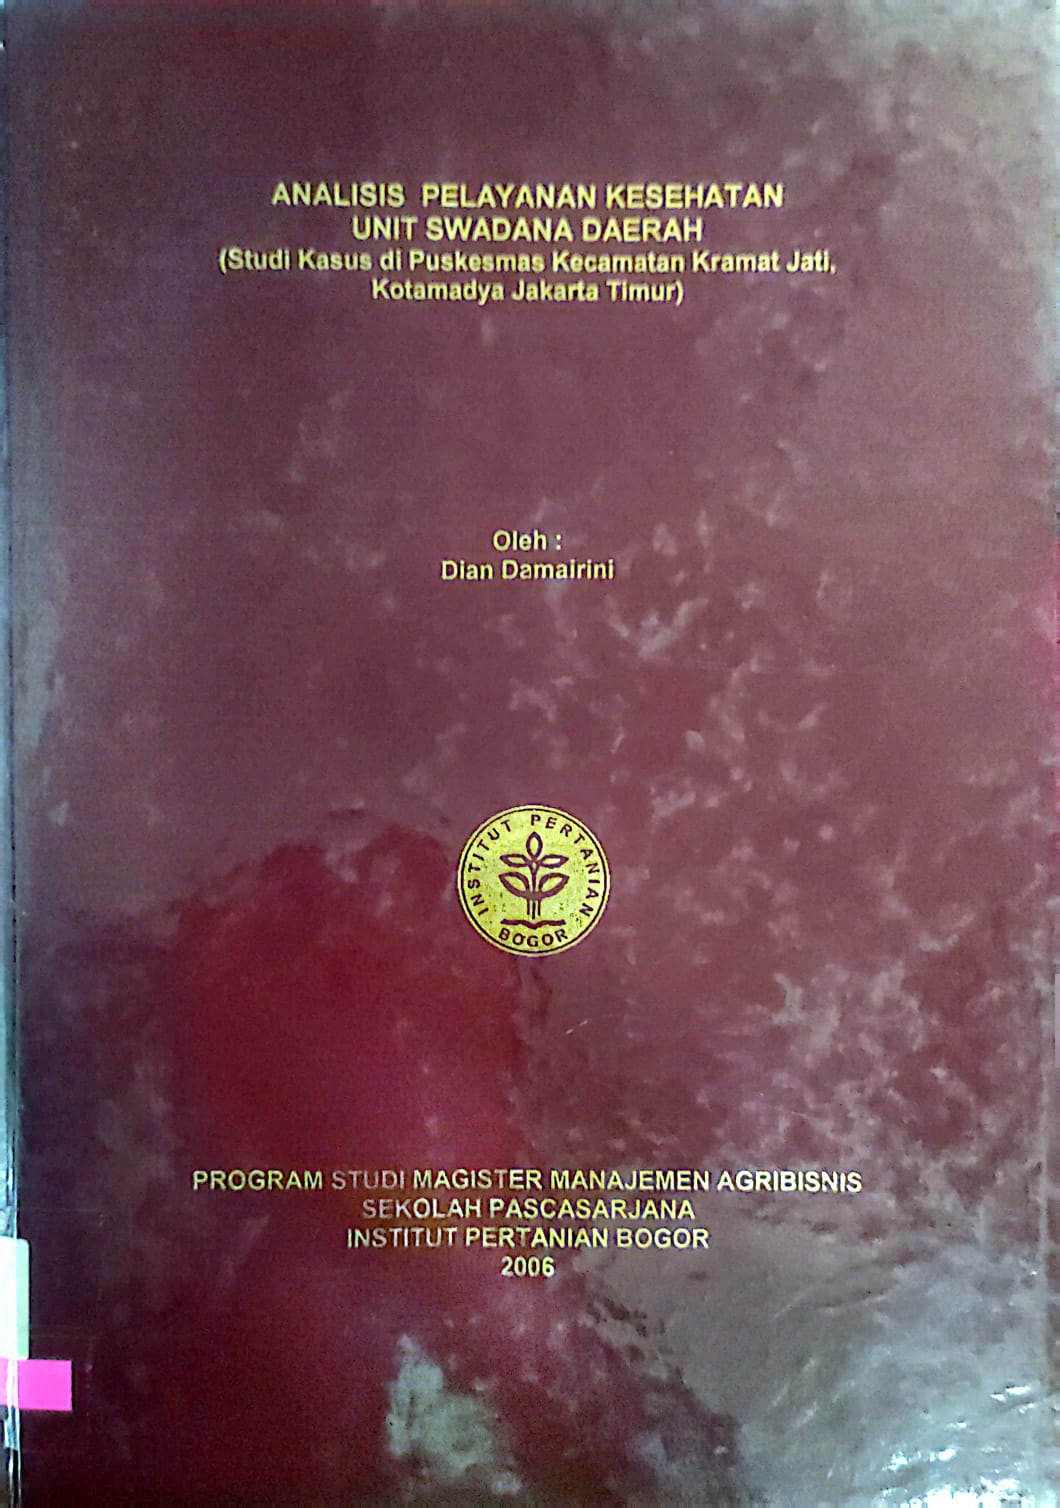 ANALISIS PELAYANAN KESEHATAN
UNIT SWADANA DAERAH
(Studi Kasus di Puskesmas Kecamatan Kramat Jati,
Kotamadya Jakarta Timur)
Oleh :
Dian Damairini
INSTITUT PERTANIAN
BOGOR
PROGRAM STUDI MAGISTER MANAJEMEN AGRIBISNIS
SEKOLAH PASCASARJANA
INSTITUT PERTANIAN BOGOR
2006